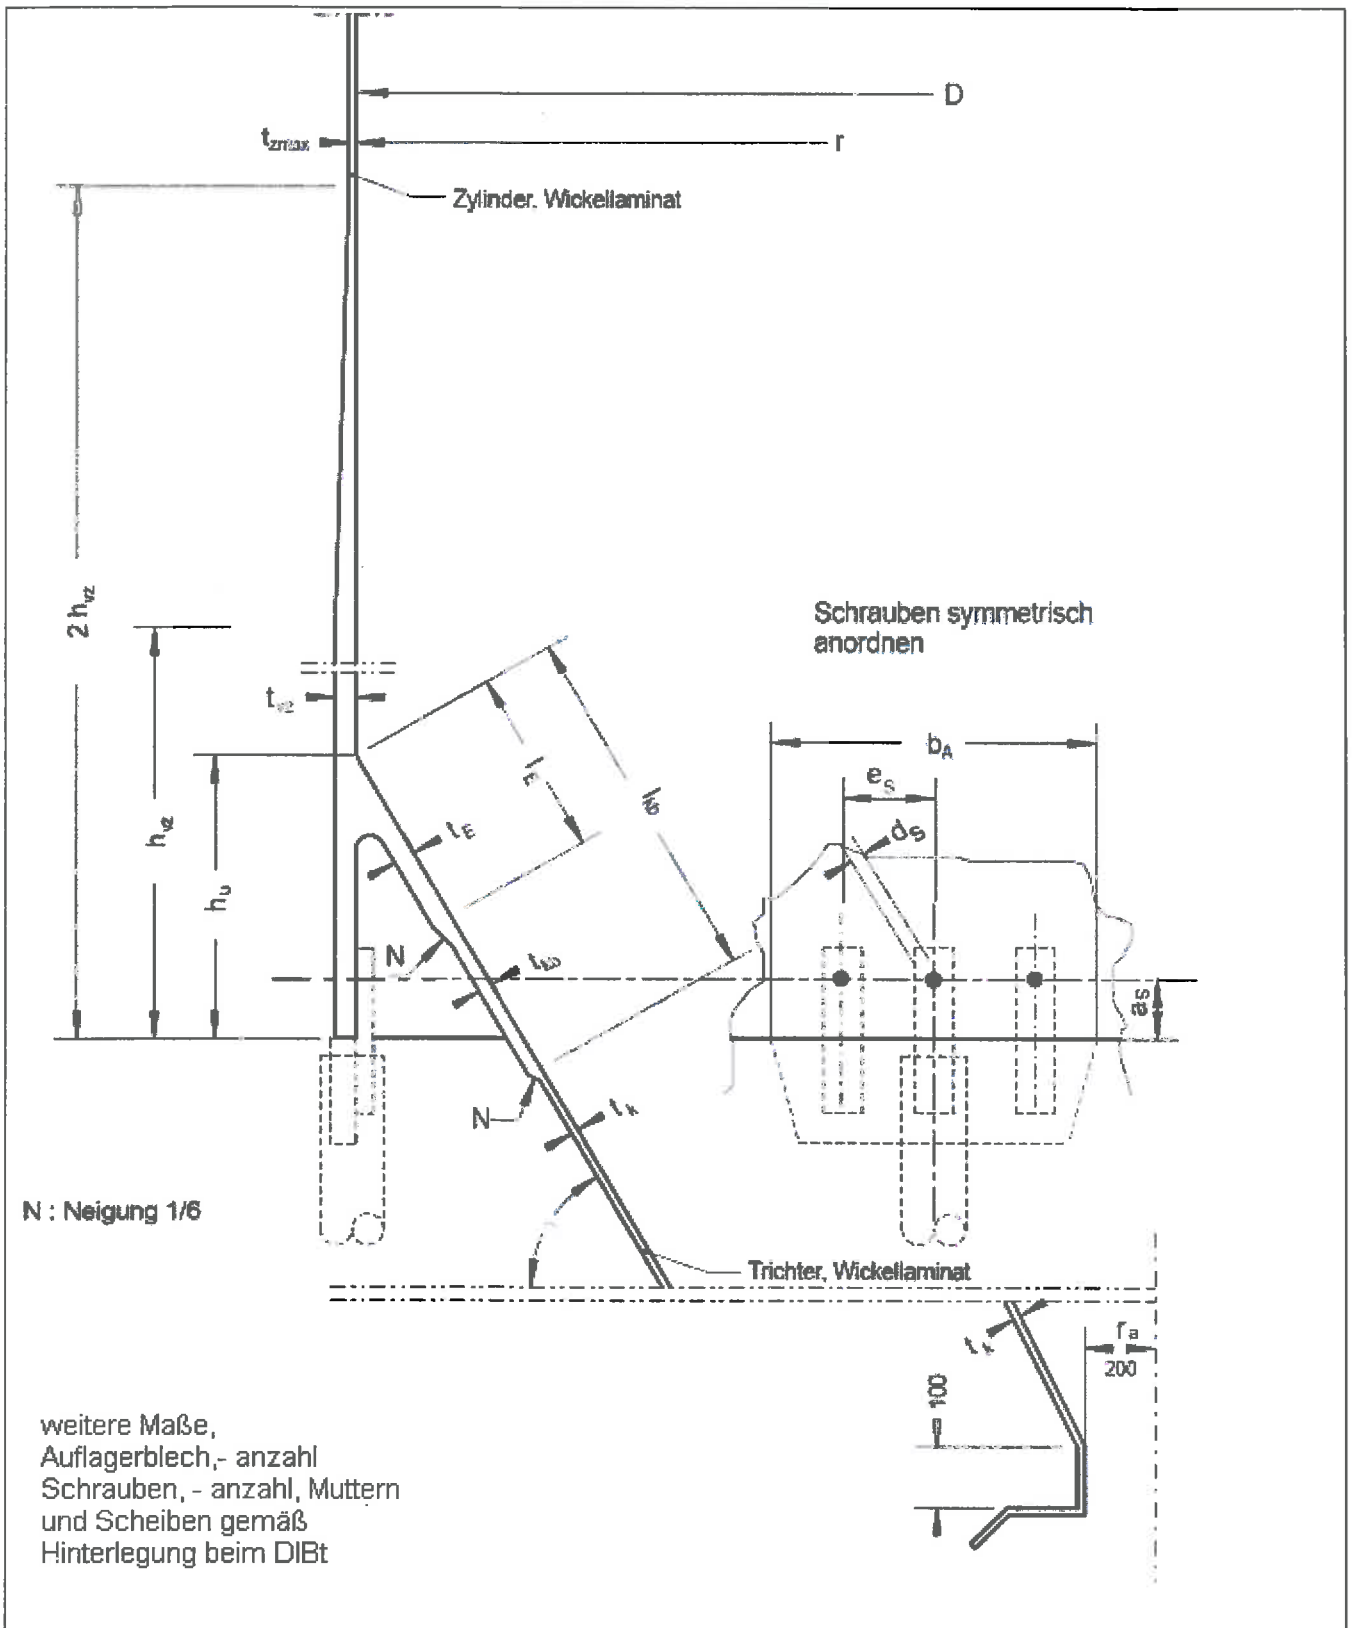 D
t_zmax
r
Zylinder, Wickellaminat
2 h_vz
Schrauben symmetrisch
anordnen
h_vz
t_vz
b_A
e_s
l_E
d_s
t_E
h_u
N
a_s
N
t_k
N : Neigung 1/6
Trichter, Wickellaminat
t_k
r_a
200
100
weitere Maße,
Auflagerblech,- anzahl
Schrauben, - anzahl, Muttern
und Scheiben gemäß
Hinterlegung beim DIBt